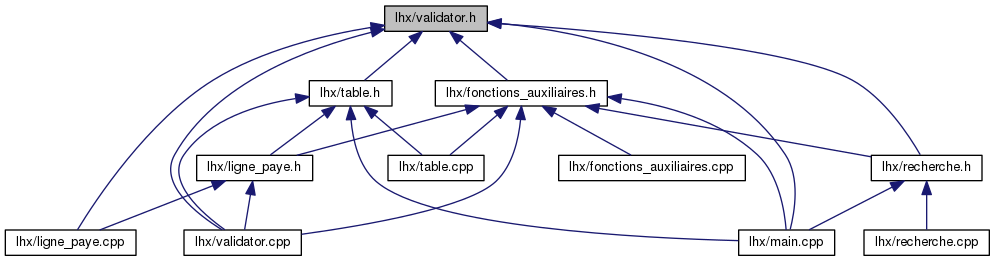 lhx/validator.h
lhx/table.h
lhx/fonctions_auxiliaires.h
lhx/ligne_paye.h
lhx/table.cpp
lhx/fonctions_auxiliaires.cpp
lhx/recherche.h
lhx/ligne_paye.cpp
lhx/validator.cpp
lhx/main.cpp
lhx/recherche.cpp